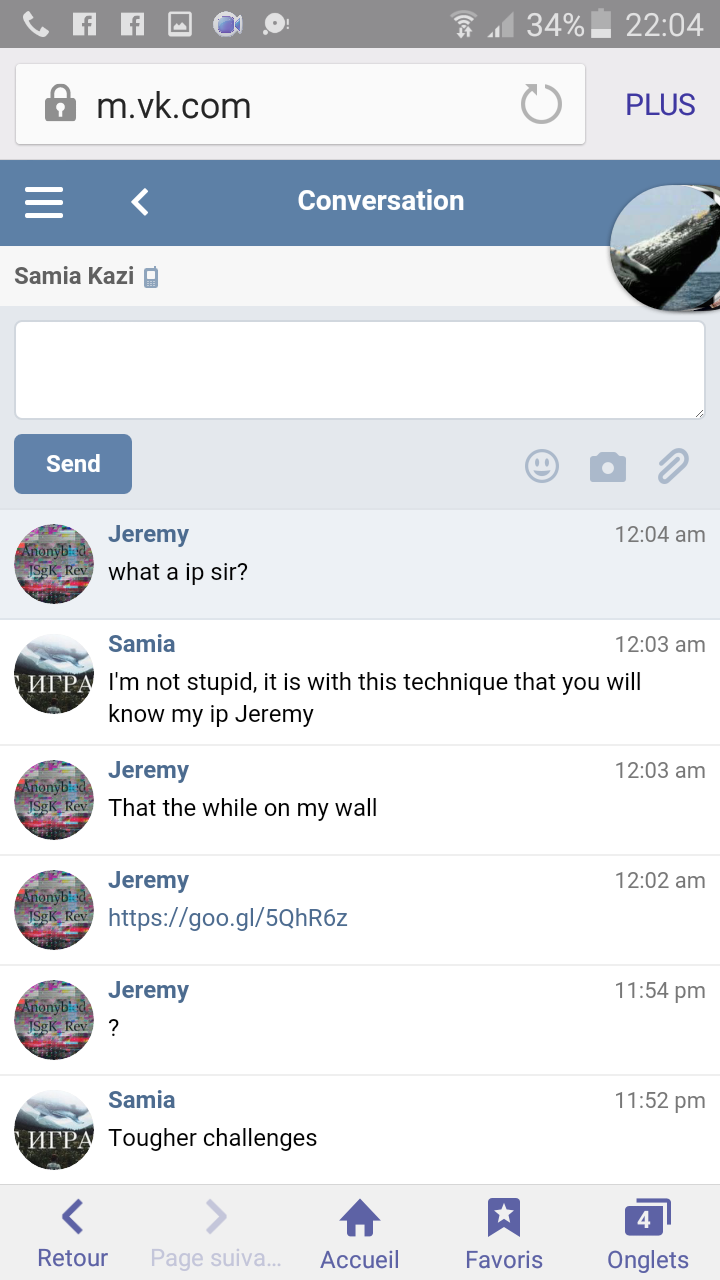 34% 22:04
m.vk.com PLUS
Conversation
Samia Kazi
Send
Jeremy 12:04 am
what a ip sir?
Samia 12:03 am
I'm not stupid, it is with this technique that you will
know my ip Jeremy
Jeremy 12:03 am
That the while on my wall
Jeremy 12:02 am
https://goo.gl/5QhR6z
Jeremy 11:54 pm
?
Samia 11:52 pm
Tougher challenges
Retour Page suiva... Accueil Favoris 4 Onglets